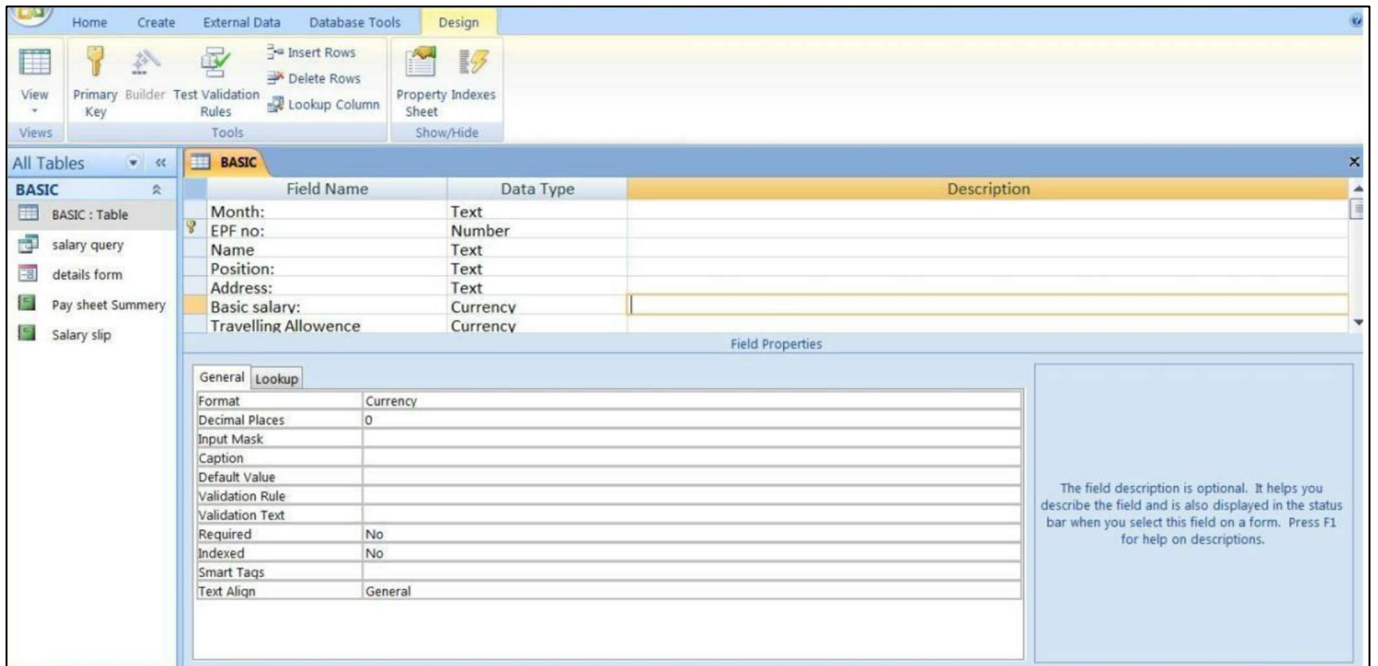 Home Create External Data Database Tools Design
View
Primary Key
Builder
Test Validation Rules
Insert Rows
Delete Rows
Lookup Column
Property Sheet
Indexes
Views Tools Show/Hide
All Tables
BASIC
BASIC : Table
salary query
details form
Pay sheet Summery
Salary slip
BASIC
Field Name Data Type Description
Month: Text
EPF no: Number
Name Text
Position: Text
Address: Text
Basic salary: Currency
Travelling Allowence Currency
Field Properties
General Lookup
Format Currency
Decimal Places 0
Input Mask
Caption
Default Value
Validation Rule
Validation Text
Required No
Indexed No
Smart Tags
Text Align General
The field description is optional. It helps you
describe the field and is also displayed in the status
bar when you select this field on a form. Press F1
for help on descriptions.